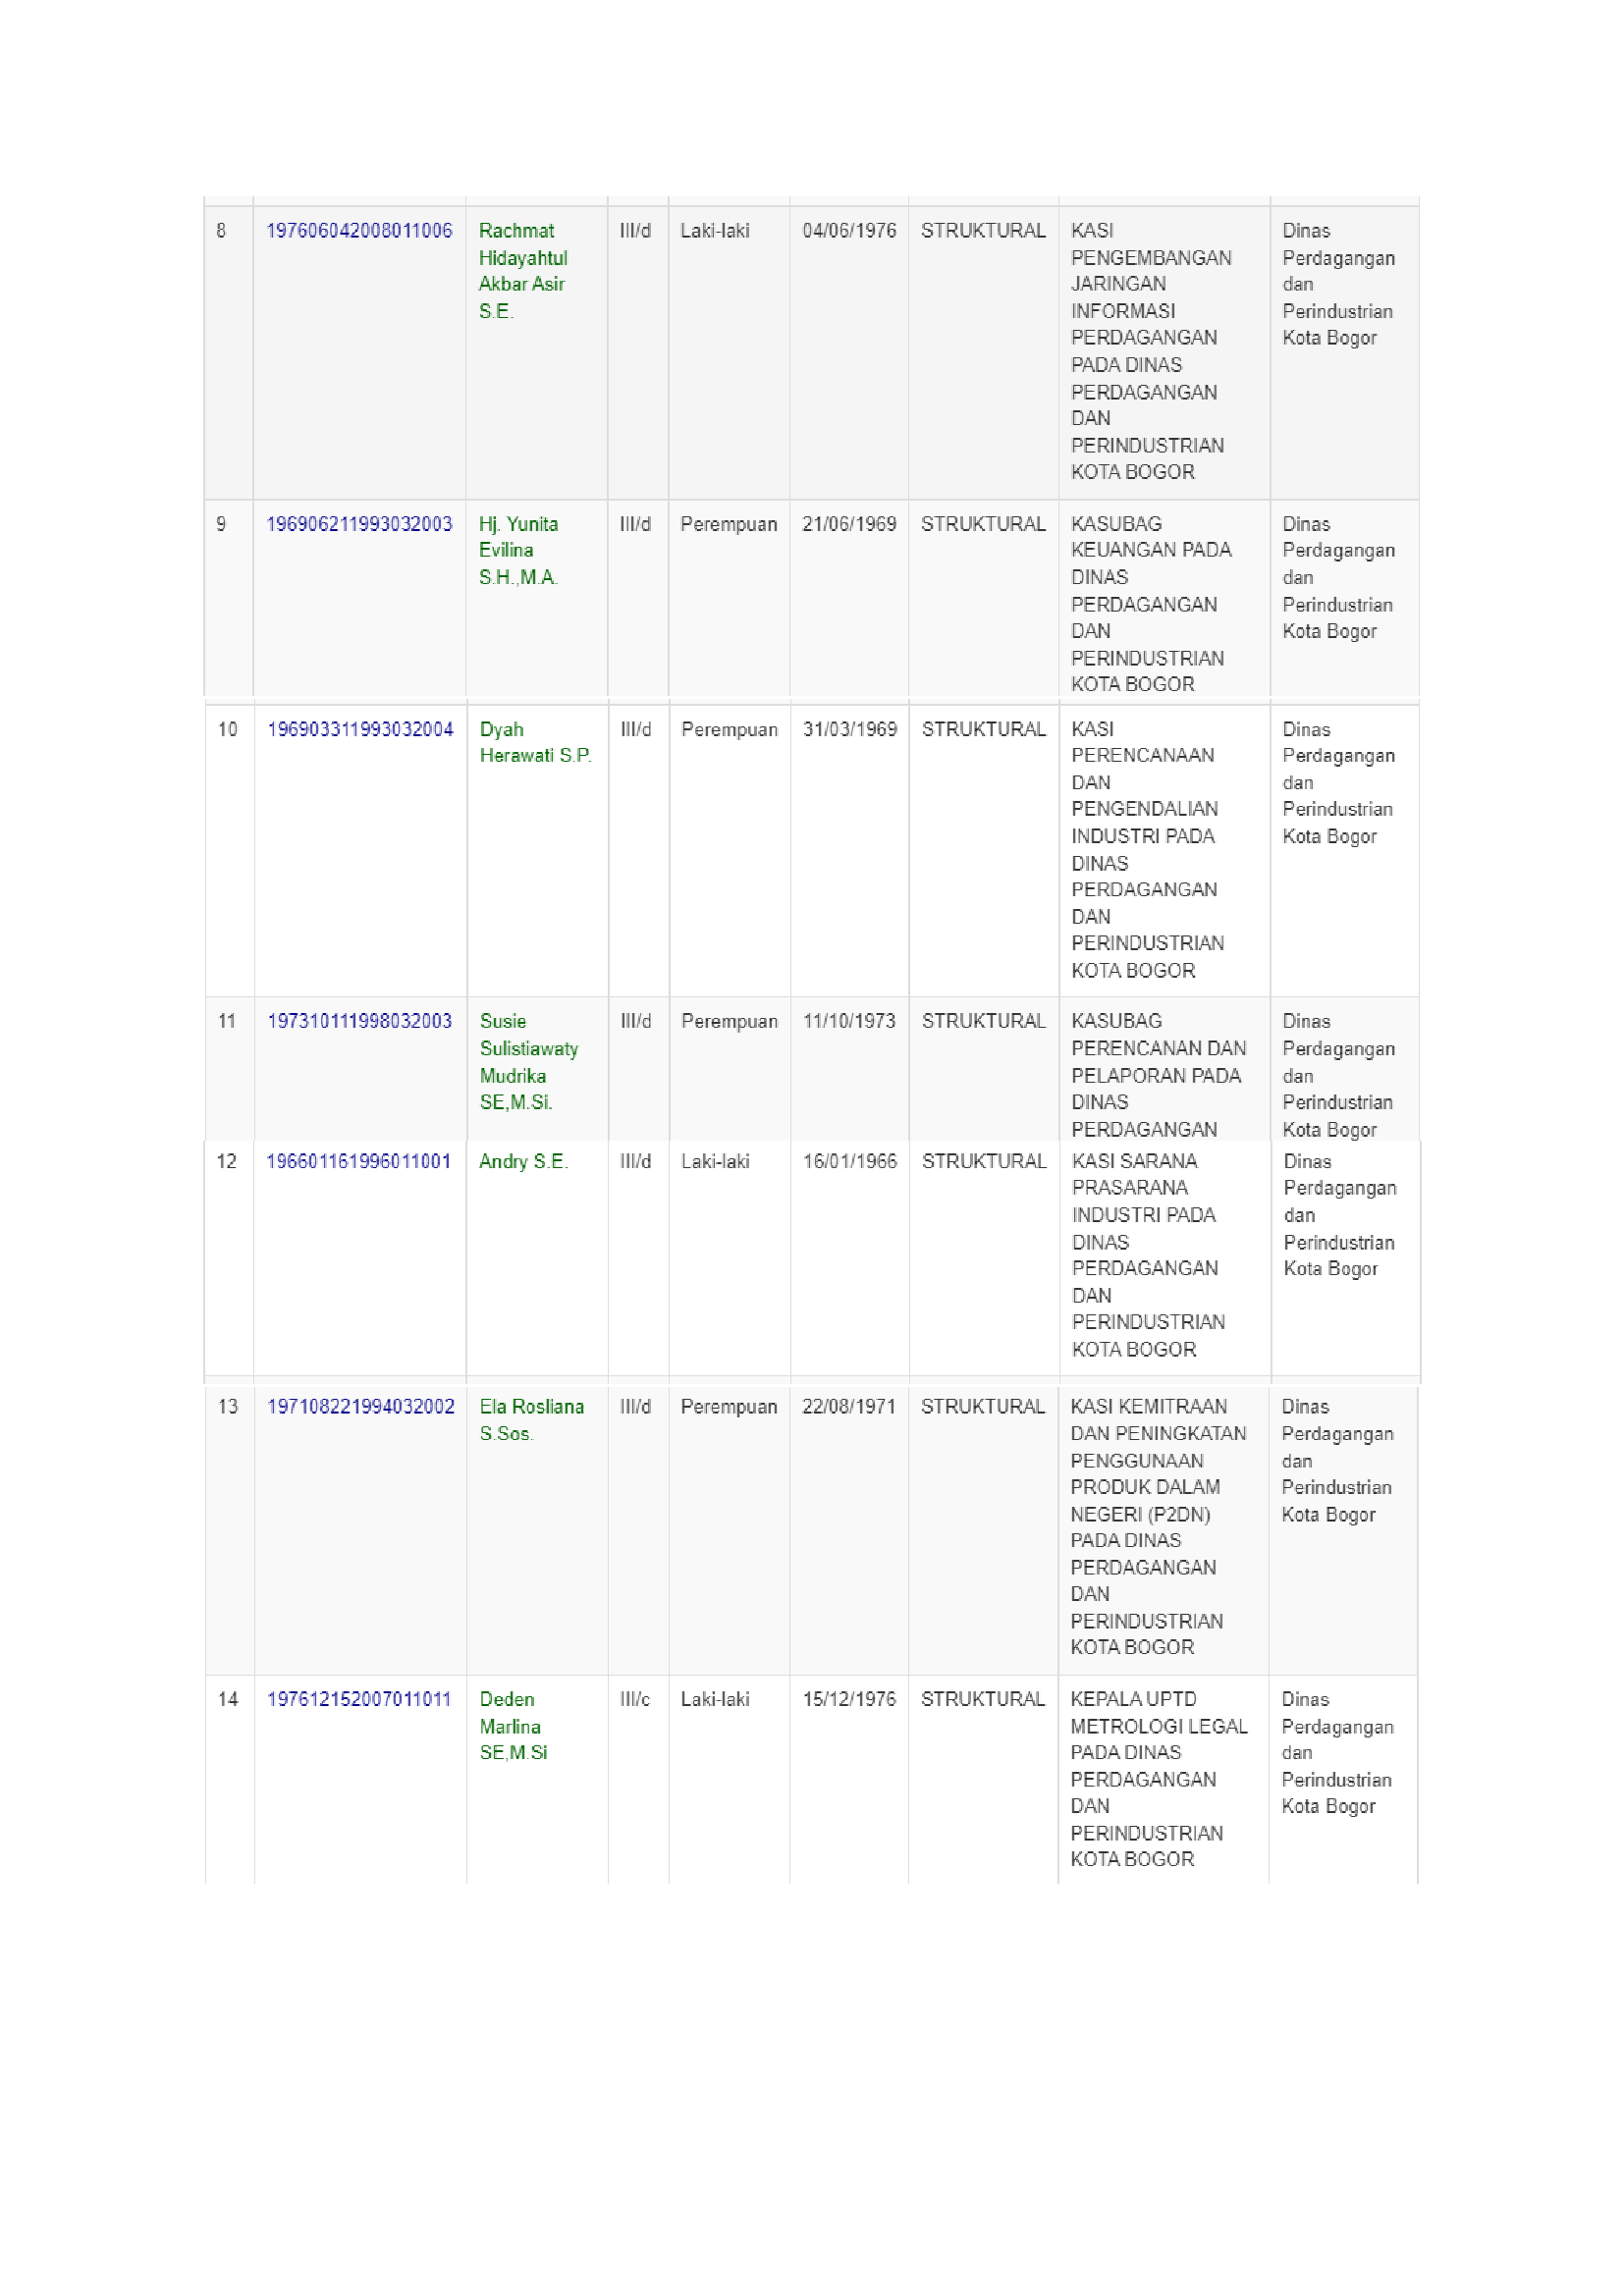 8 197606042008011006 Rachmat III/d Laki-laki 04/06/1976 STRUKTURAL KASI Dinas
Hidayahtul PENGEMBANGAN Perdagangan
Akbar Asir JARINGAN dan
S.E. INFORMASI Perindustrian
PERDAGANGAN Kota Bogor
PADA DINAS
PERDAGANGAN
DAN
PERINDUSTRIAN
KOTA BOGOR
9 196906211993032003 Hj. Yunita III/d Perempuan 21/06/1969 STRUKTURAL KASUBAG Dinas
Evilina KEUANGAN PADA Perdagangan
S.H.,M.A. DINAS dan
PERDAGANGAN Perindustrian
DAN Kota Bogor
PERINDUSTRIAN
KOTA BOGOR
10 196903311993032004 Dyah III/d Perempuan 31/03/1969 STRUKTURAL KASI Dinas
Herawati S.P. PERENCANAAN Perdagangan
DAN dan
PENGENDALIAN Perindustrian
INDUSTRI PADA Kota Bogor
DINAS
PERDAGANGAN
DAN
PERINDUSTRIAN
KOTA BOGOR
11 197310111998032003 Susie III/d Perempuan 11/10/1973 STRUKTURAL KASUBAG Dinas
Sulistiawaty PERENCANAN DAN Perdagangan
Mudrika PELAPORAN PADA dan
SE,M.Si. DINAS Perindustrian
PERDAGANGAN Kota Bogor
12 196601161996011001 Andry S.E. III/d Laki-laki 16/01/1966 STRUKTURAL KASI SARANA Dinas
PRASARANA Perdagangan
INDUSTRI PADA dan
DINAS Perindustrian
PERDAGANGAN Kota Bogor
DAN
PERINDUSTRIAN
KOTA BOGOR
13 197108221994032002 Ela Rosliana III/d Perempuan 22/08/1971 STRUKTURAL KASI KEMITRAAN Dinas
S.Sos. DAN PENINGKATAN Perdagangan
PENGGUNAAN dan
PRODUK DALAM Perindustrian
NEGERI (P2DN) Kota Bogor
PADA DINAS
PERDAGANGAN
DAN
PERINDUSTRIAN
KOTA BOGOR
14 197612152007011011 Deden III/c Laki-laki 15/12/1976 STRUKTURAL KEPALA UPTD Dinas
Marlina METROLOGI LEGAL Perdagangan
SE,M.Si PADA DINAS dan
PERDAGANGAN Perindustrian
DAN Kota Bogor
PERINDUSTRIAN
KOTA BOGOR